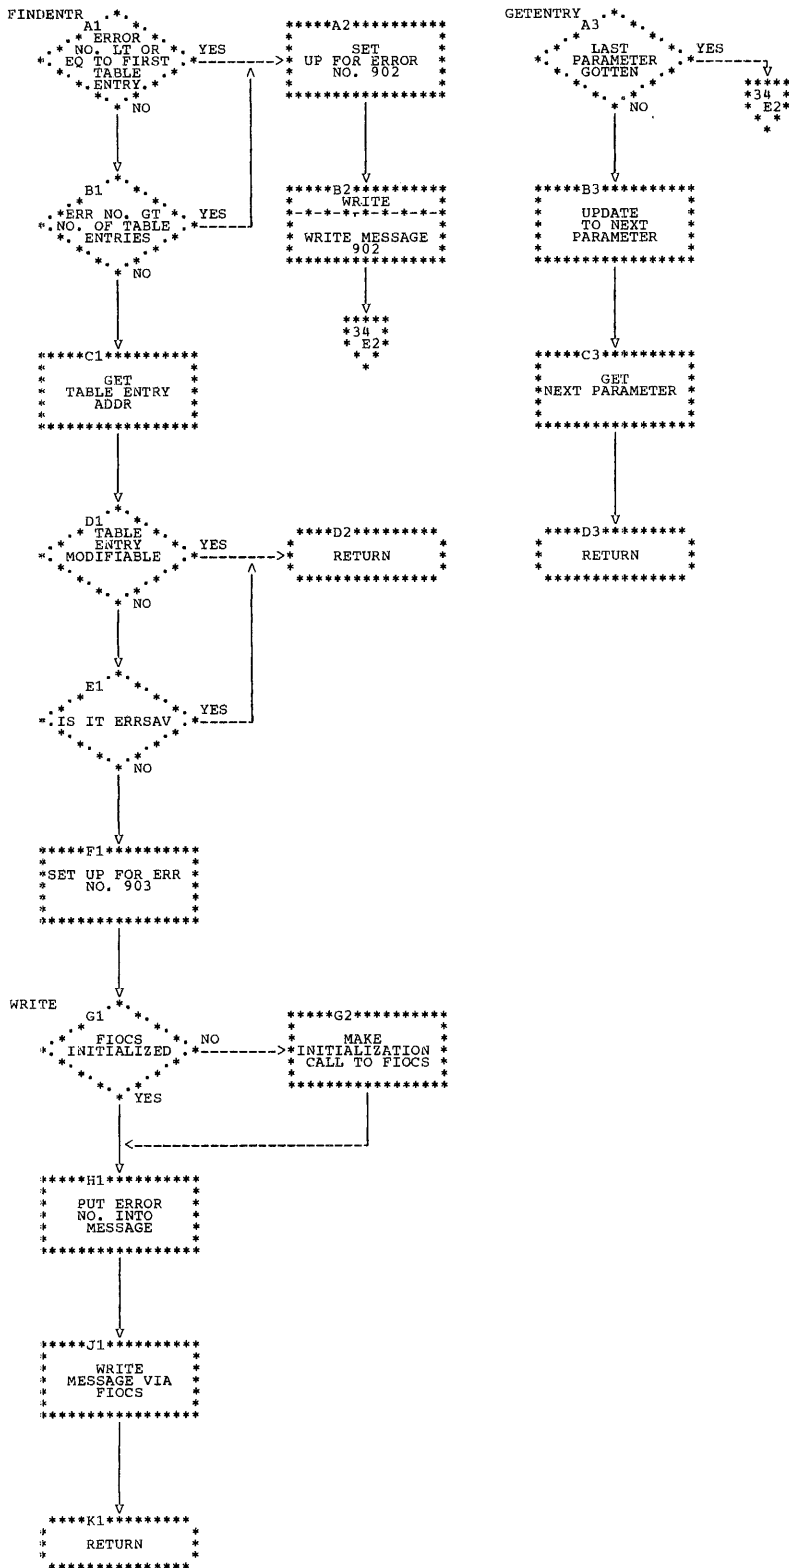 FINDENTR
A1
ERROR
NO. LT OR
EQ TO FIRST
TABLE
ENTRY
YES
NO
A2
SET
UP FOR ERROR
NO. 902
B1
ERR NO. GT
NO. OF TABLE
ENTRIES
YES
NO
B2
WRITE
WRITE MESSAGE
902
34
E2
C1
GET
TABLE ENTRY
ADDR
D1
TABLE
ENTRY
MODIFIABLE
YES
NO
D2
RETURN
E1
IS IT ERRSAV
YES
NO
F1
SET UP FOR ERR
NO. 903
WRITE
G1
FIOCS
INITIALIZED
NO
YES
G2
MAKE
INITIALIZATION
CALL TO FIOCS
H1
PUT ERROR
NO. INTO
MESSAGE
J1
WRITE
MESSAGE VIA
FIOCS
K1
RETURN
GETENTRY
A3
LAST
PARAMETER
GOTTEN
YES
NO
34
E2
B3
UPDATE
TO NEXT
PARAMETER
C3
GET
NEXT PARAMETER
D3
RETURN